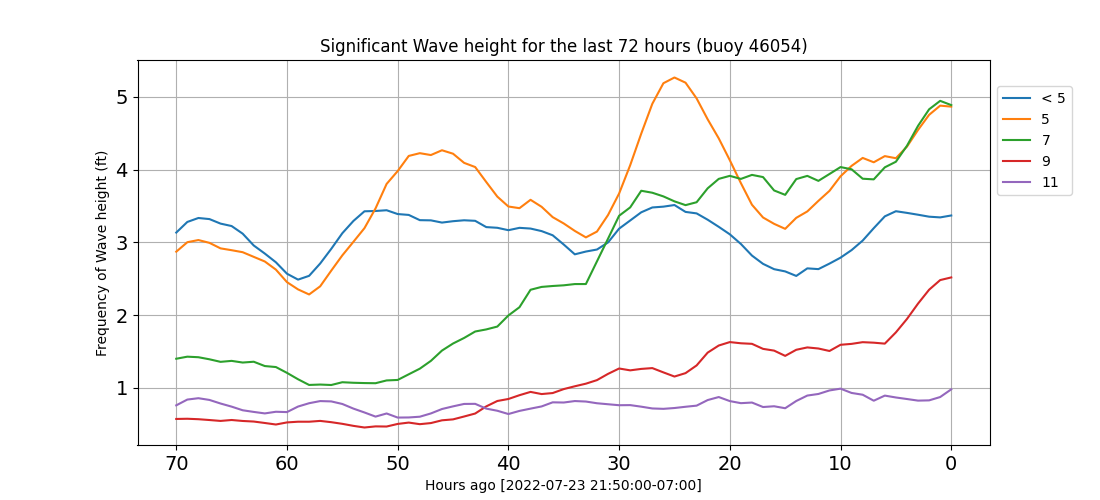 Significant Wave height for the last 72 hours (buoy 46054)
Frequency of Wave height (ft)
5
4
3
2
1
70 60 50 40 30 20 10 0
Hours ago [2022-07-23 21:50:00-07:00]
< 5
5
7
9
11